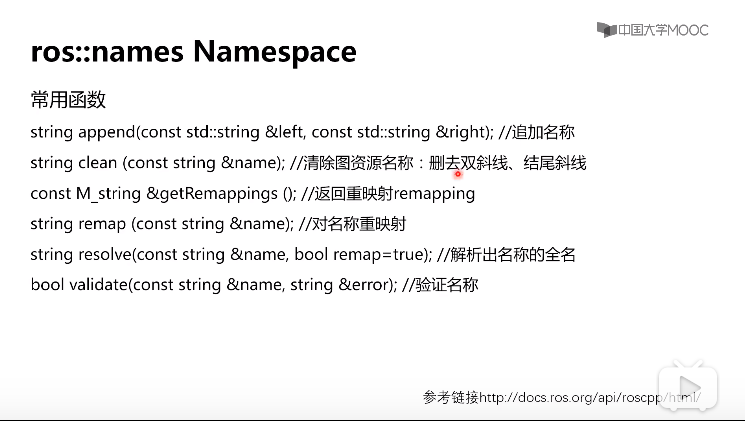 中国大学MOOC
ros::names Namespace
常用函数
string append(const std::string &left, const std::string &right); //追加名称
string clean (const string &name); //清除图资源名称：删去双斜线、结尾斜线
const M_string &getRemappings (); //返回重映射remapping
string remap (const string &name); //对名称重映射
string resolve(const string &name, bool remap=true); //解析出名称的全名
bool validate(const string &name, string &error); //验证名称
参考链接http://docs.ros.org/api/roscpp/html/